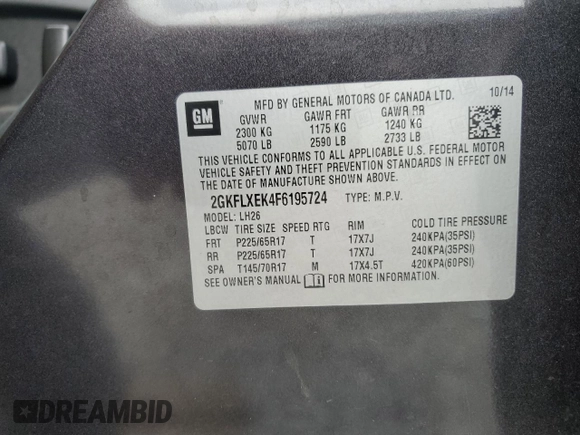 GM
MFD BY GENERAL MOTORS OF CANADA LTD. 10/14
GVWR GAWR FRT GAWR RR
2300 KG 1175 KG 1240 KG
5070 LB 2590 LB 2733 LB
THIS VEHICLE CONFORMS TO ALL APPLICABLE U.S. FEDERAL MOTOR
VEHICLE SAFETY AND THEFT PREVENTION STANDARDS IN EFFECT ON
THE DATE OF MANUFACTURE SHOWN ABOVE.
2GKFLXEK4F6195724 TYPE: M.P.V.
MODEL: LH26
LBCW TIRE SIZE SPEED RTG RIM COLD TIRE PRESSURE
FRT P225/65R17 T 17X7J 240KPA(35PSI)
RR P225/65R17 T 17X7J 240KPA(35PSI)
SPA T145/70R17 M 17X4.5T 420KPA(60PSI)
SEE OWNER'S MANUAL FOR MORE INFORMATION.
DREAMBID